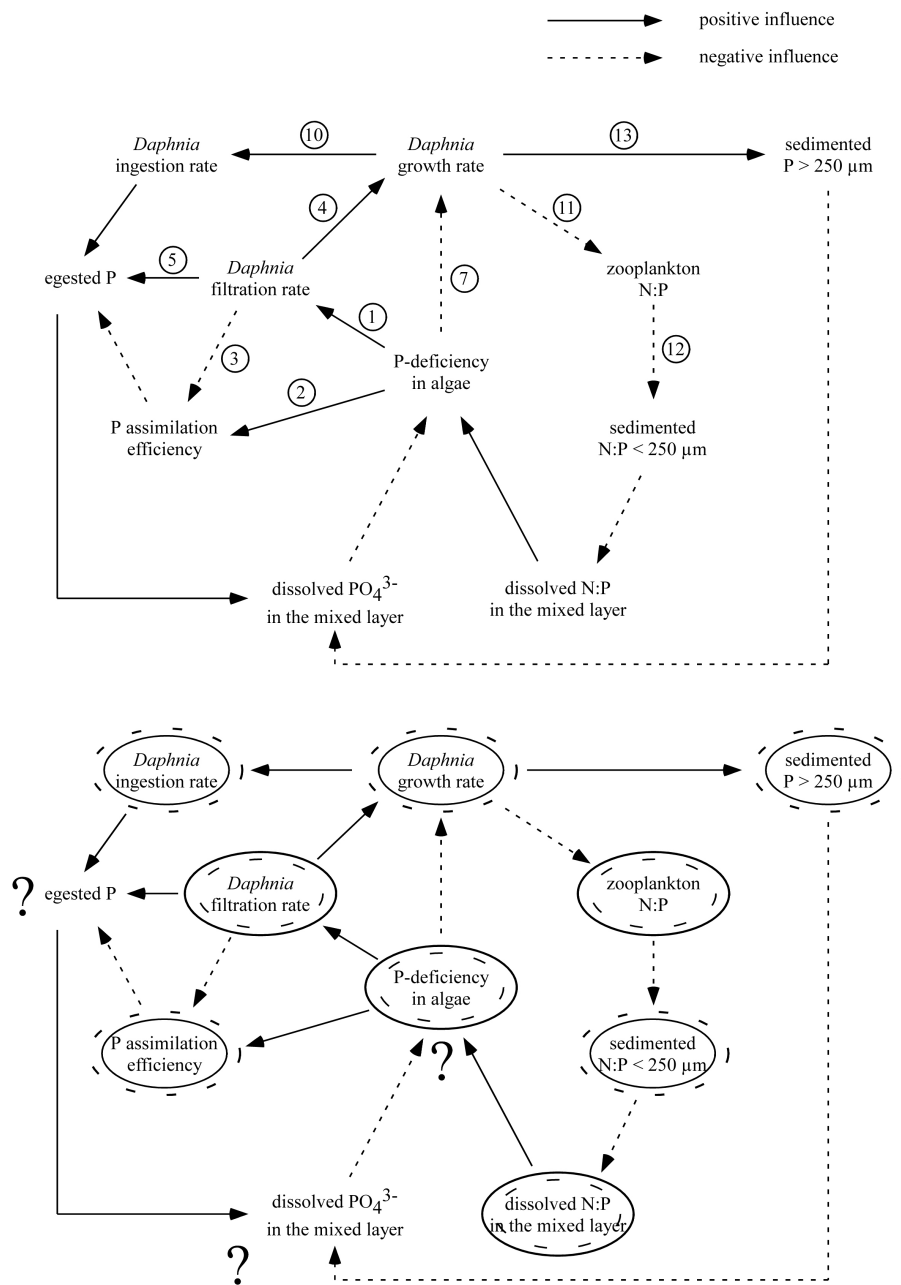 positive influence
negative influence
10
13
Daphnia
ingestion rate
Daphnia
growth rate
sedimented
P > 250 µm
4
11
5
egested P
Daphnia
filtration rate
7
zooplankton
N:P
1
3
12
P-deficiency
in algae
2
P assimilation
efficiency
sedimented
N:P < 250 µm
dissolved PO4 3-
in the mixed layer
dissolved N:P
in the mixed layer
Daphnia
ingestion rate
Daphnia
growth rate
sedimented
P > 250 µm
? egested P
Daphnia
filtration rate
zooplankton
N:P
P-deficiency
in algae
?
P assimilation
efficiency
sedimented
N:P < 250 µm
dissolved PO4 3-
in the mixed layer
?
dissolved N:P
in the mixed layer